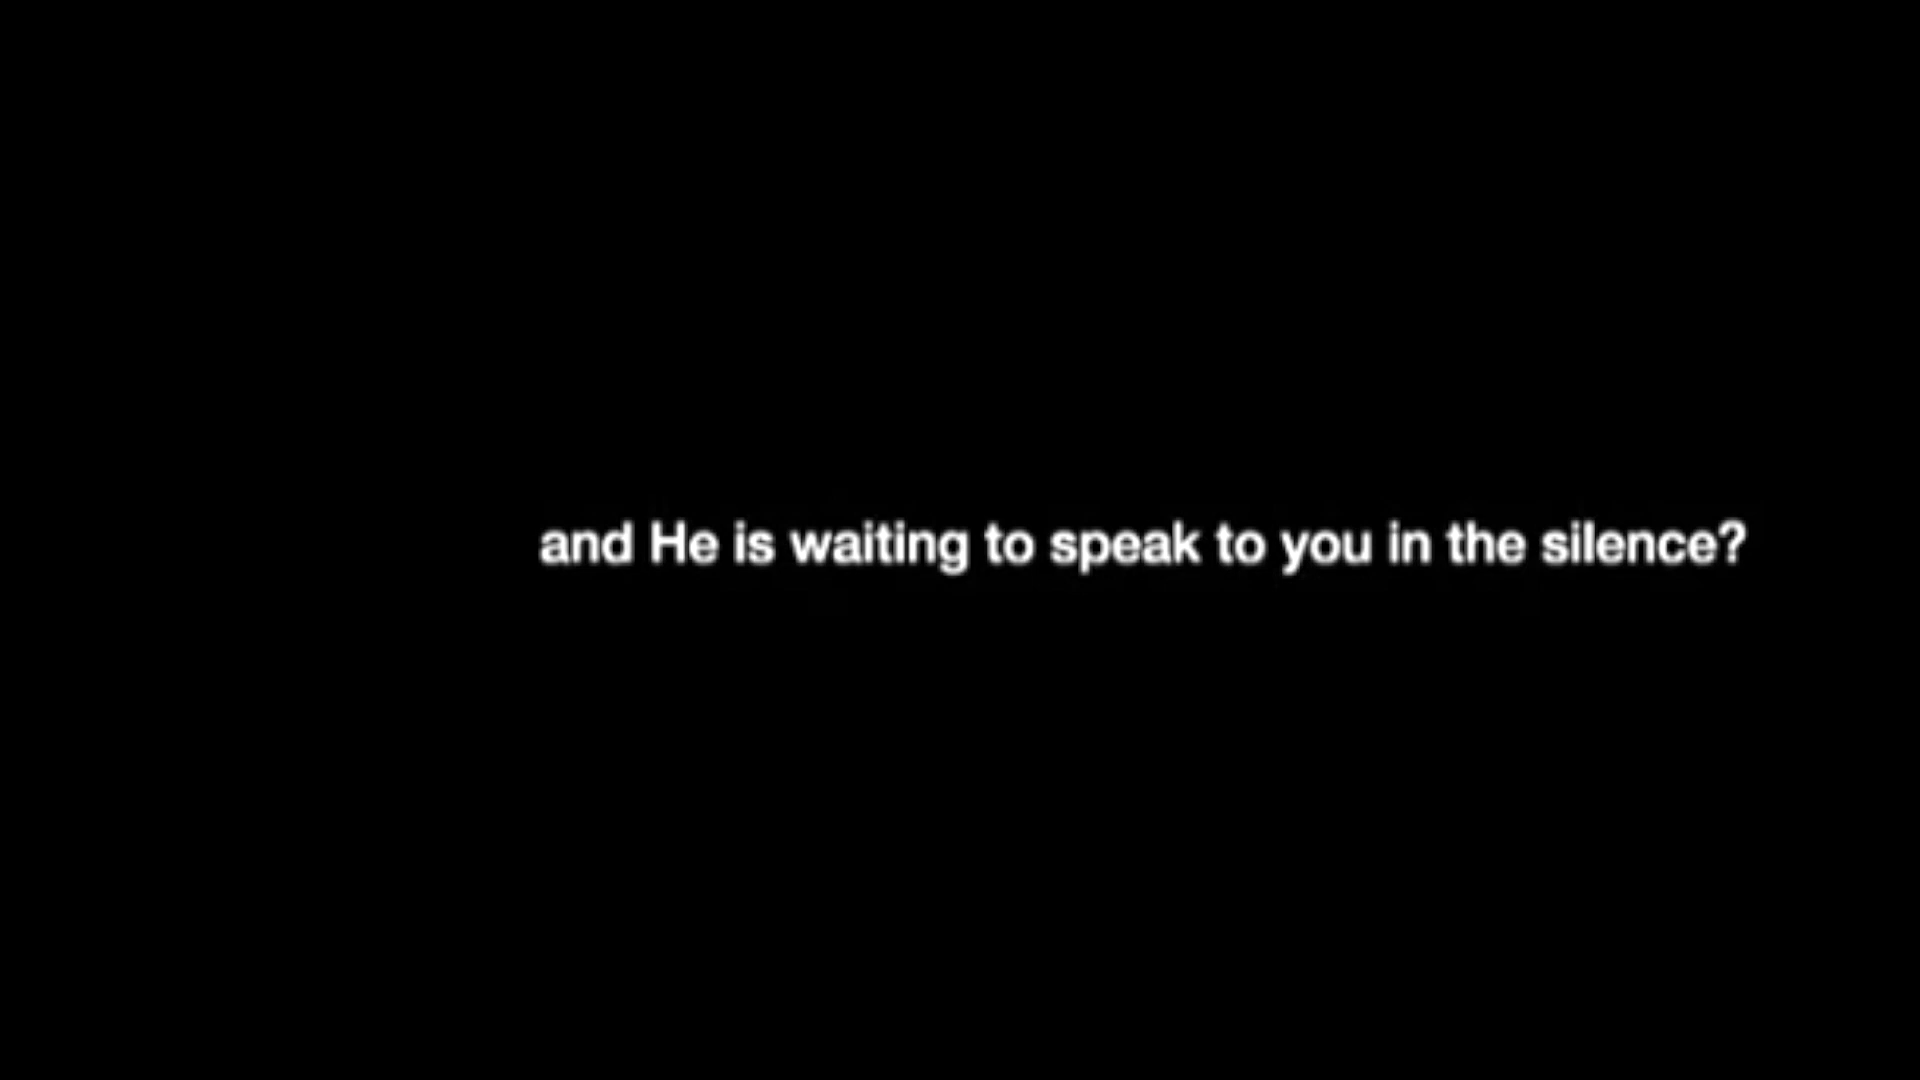 and He is waiting to speak to you in the silence?